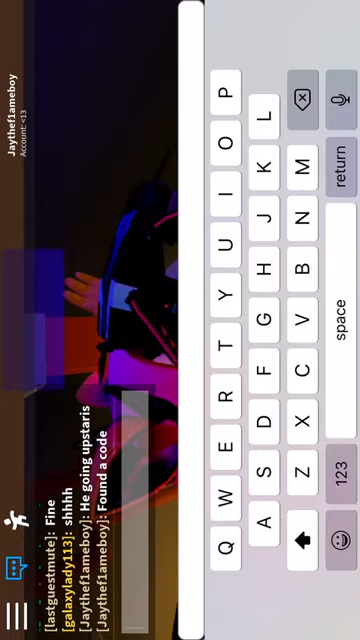 Jaythef1ameboy
Account: <13
[lastguestmute]: Fine
[galaxylady113]: shhhh
[Jaythef1ameboy]: He going upstaris
[Jaythef1ameboy]: Found a code
Q W E R T Y U I O P
A S D F G H J K L
Z X C V B N M
123 space return